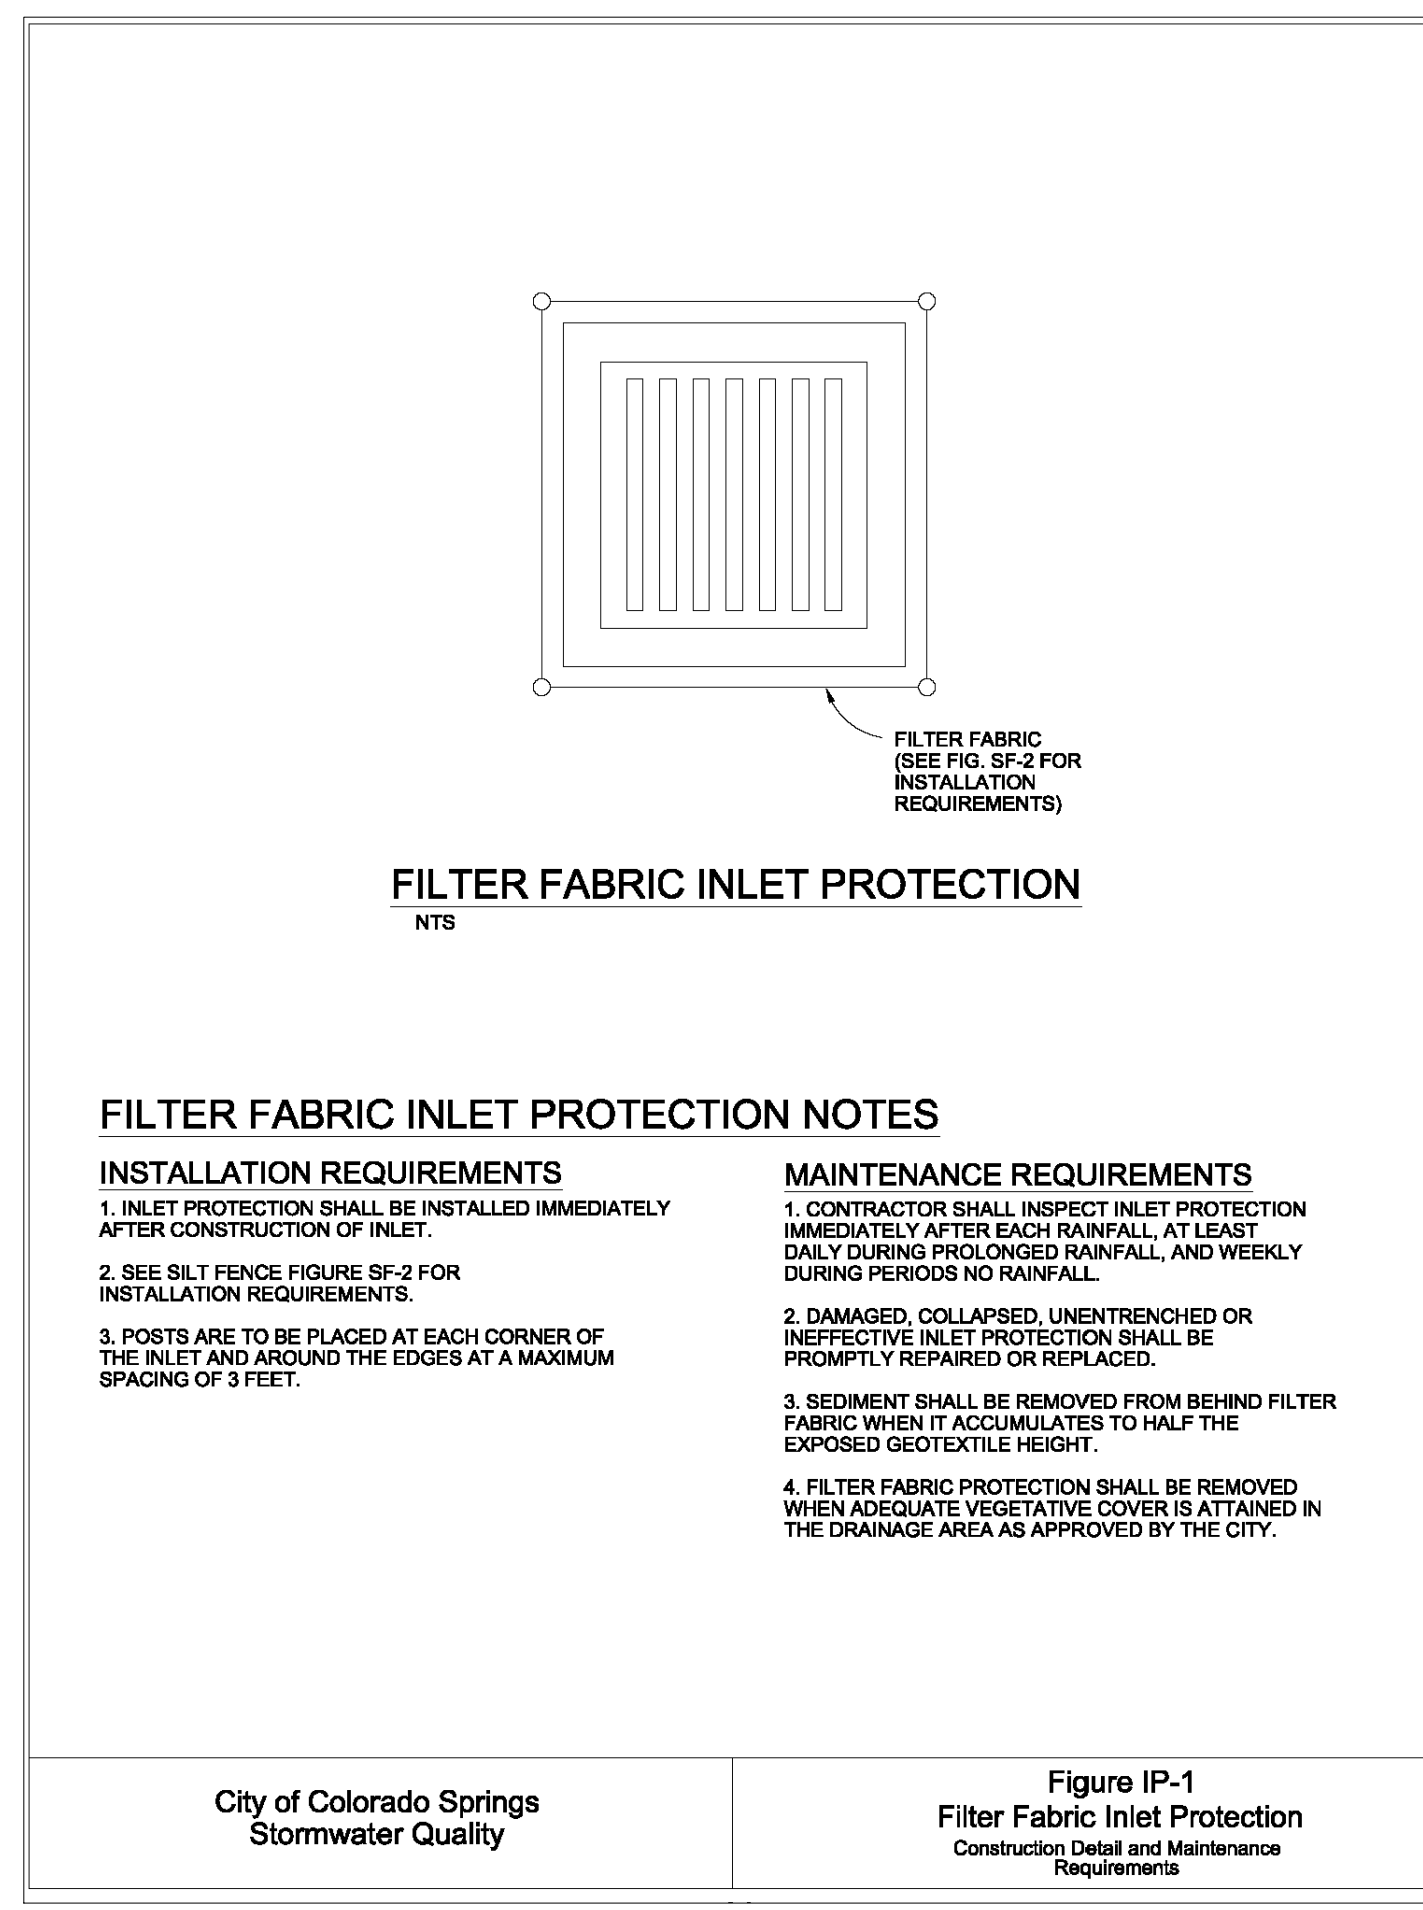 FILTER FABRIC
(SEE FIG. SF-2 FOR
INSTALLATION
REQUIREMENTS)
FILTER FABRIC INLET PROTECTION
NTS
FILTER FABRIC INLET PROTECTION NOTES
INSTALLATION REQUIREMENTS
1. INLET PROTECTION SHALL BE INSTALLED IMMEDIATELY
AFTER CONSTRUCTION OF INLET.
2. SEE SILT FENCE FIGURE SF-2 FOR
INSTALLATION REQUIREMENTS.
3. POSTS ARE TO BE PLACED AT EACH CORNER OF
THE INLET AND AROUND THE EDGES AT A MAXIMUM
SPACING OF 3 FEET.
MAINTENANCE REQUIREMENTS
1. CONTRACTOR SHALL INSPECT INLET PROTECTION
IMMEDIATELY AFTER EACH RAINFALL, AT LEAST
DAILY DURING PROLONGED RAINFALL, AND WEEKLY
DURING PERIODS NO RAINFALL.
2. DAMAGED, COLLAPSED, UNENTRENCHED OR
INEFFECTIVE INLET PROTECTION SHALL BE
PROMPTLY REPAIRED OR REPLACED.
3. SEDIMENT SHALL BE REMOVED FROM BEHIND FILTER
FABRIC WHEN IT ACCUMULATES TO HALF THE
EXPOSED GEOTEXTILE HEIGHT.
4. FILTER FABRIC PROTECTION SHALL BE REMOVED
WHEN ADEQUATE VEGETATIVE COVER IS ATTAINED IN
THE DRAINAGE AREA AS APPROVED BY THE CITY.
City of Colorado Springs
Stormwater Quality
Figure IP-1
Filter Fabric Inlet Protection
Construction Detail and Maintenance
Requirements